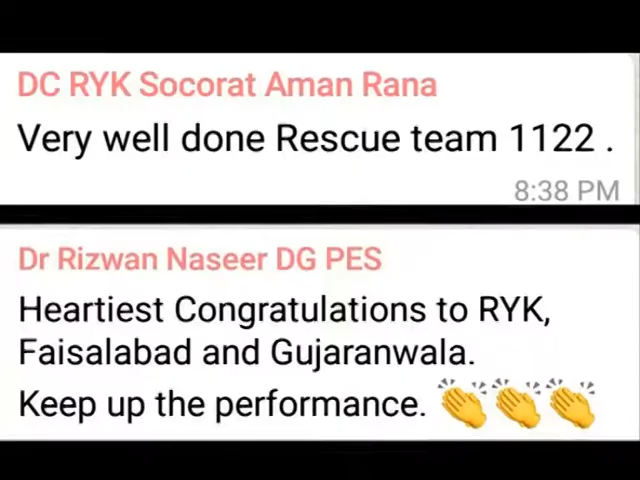 DC RYK Socorat Aman Rana
Very well done Rescue team 1122 .
8:38 PM
Dr Rizwan Naseer DG PES
Heartiest Congratulations to RYK,
Faisalabad and Gujaranwala.
Keep up the performance. 👏👏👏